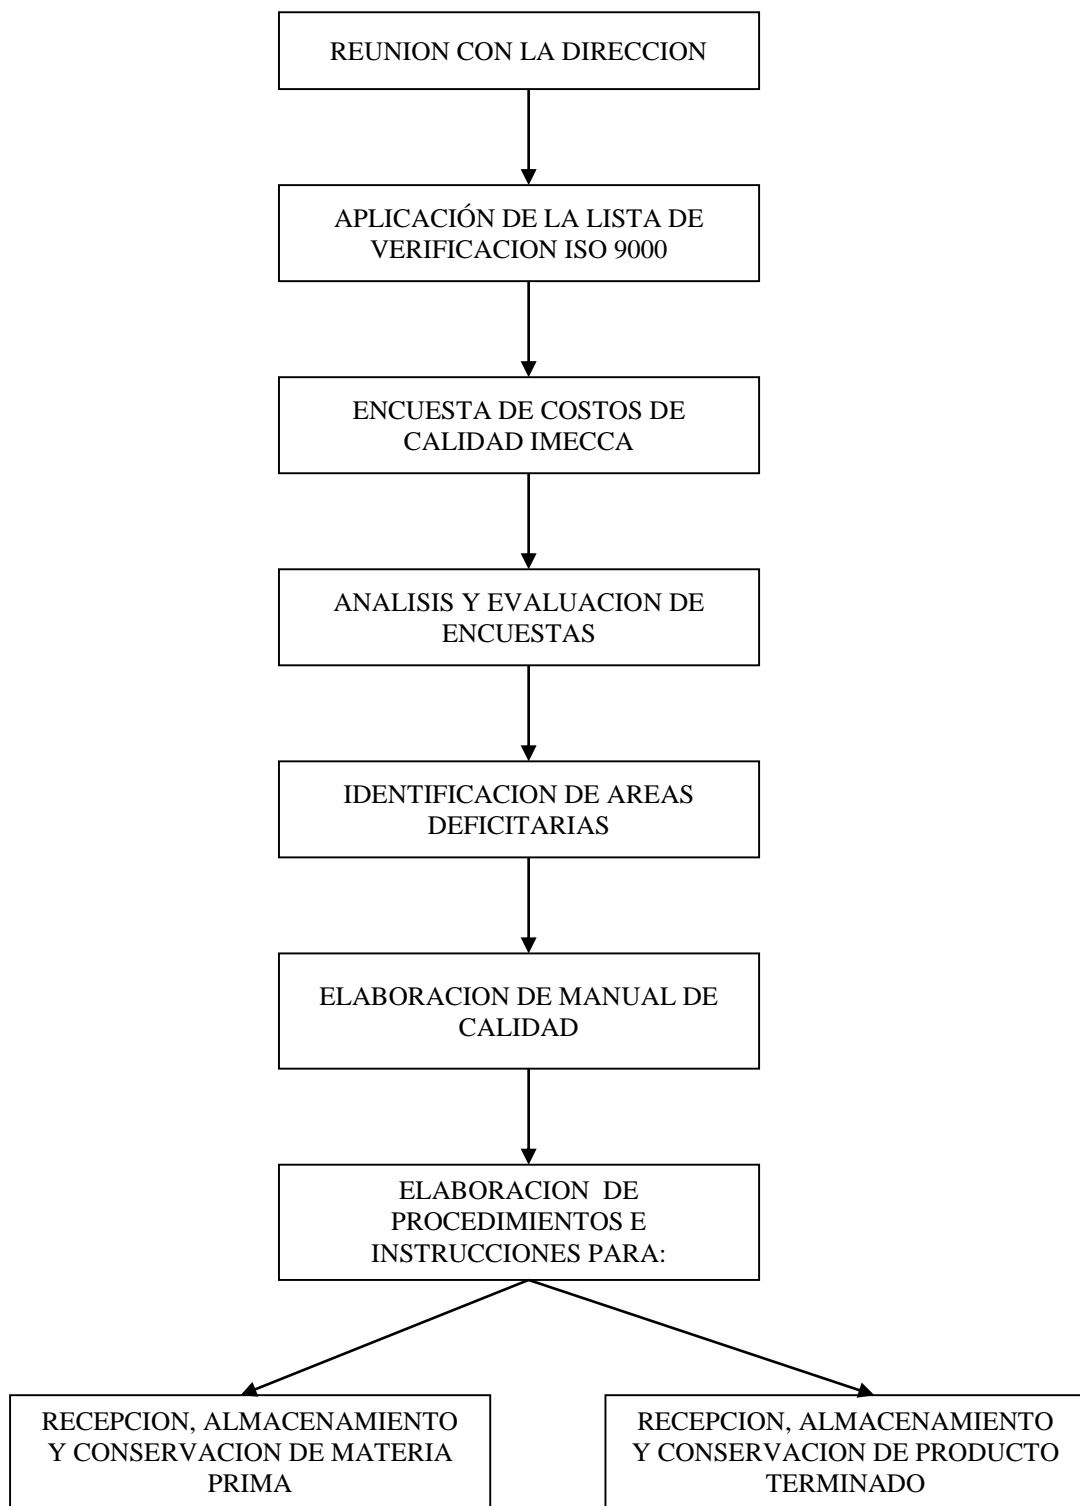 REUNION CON LA DIRECCION
APLICACIÓN DE LA LISTA DE
VERIFICACION ISO 9000
ENCUESTA DE COSTOS DE
CALIDAD IMECCA
ANALISIS Y EVALUACION DE
ENCUESTAS
IDENTIFICACION DE AREAS
DEFICITARIAS
ELABORACION DE MANUAL DE
CALIDAD
ELABORACION  DE
PROCEDIMIENTOS E
INSTRUCCIONES PARA:
RECEPCION, ALMACENAMIENTO
Y CONSERVACION DE MATERIA
PRIMA
RECEPCION, ALMACENAMIENTO
Y CONSERVACION DE PRODUCTO
TERMINADO